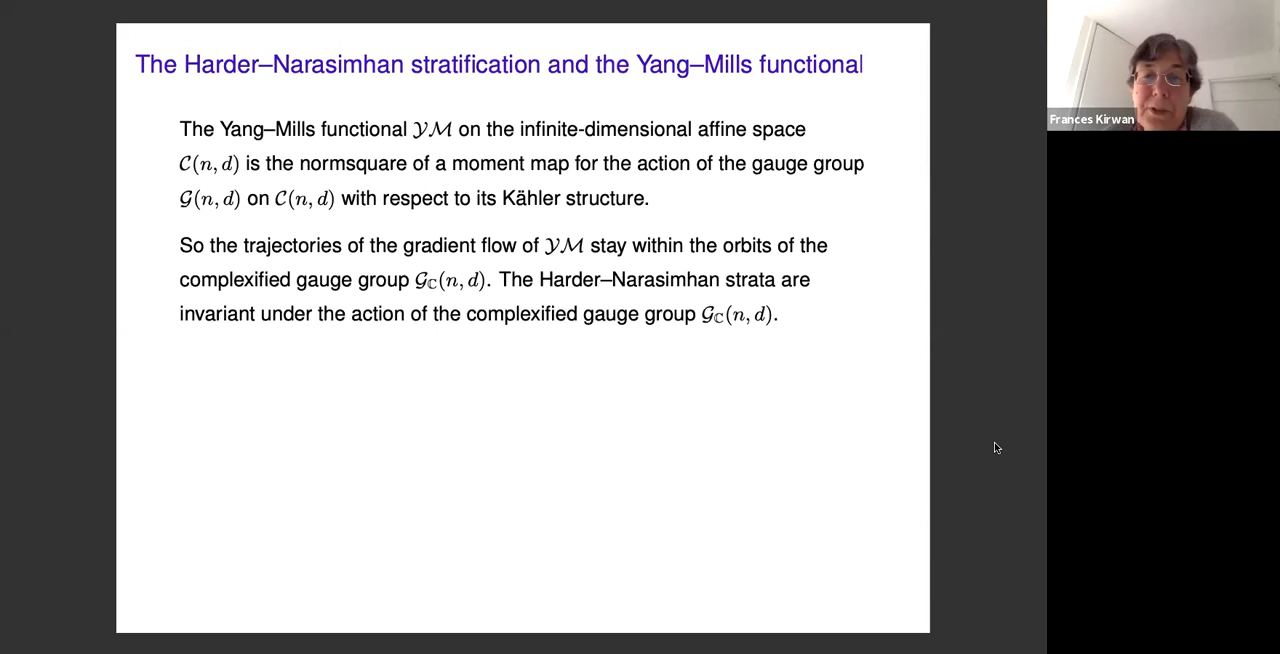 The Harder–Narasimhan stratification and the Yang–Mills functional
The Yang–Mills functional 𝒴ℳ on the infinite-dimensional affine space
𝒞(n, d) is the normsquare of a moment map for the action of the gauge group
𝒢(n, d) on 𝒞(n, d) with respect to its Kähler structure.
So the trajectories of the gradient flow of 𝒴ℳ stay within the orbits of the
complexified gauge group 𝒢ℂ(n, d). The Harder–Narasimhan strata are
invariant under the action of the complexified gauge group 𝒢ℂ(n, d).
Frances Kirwan